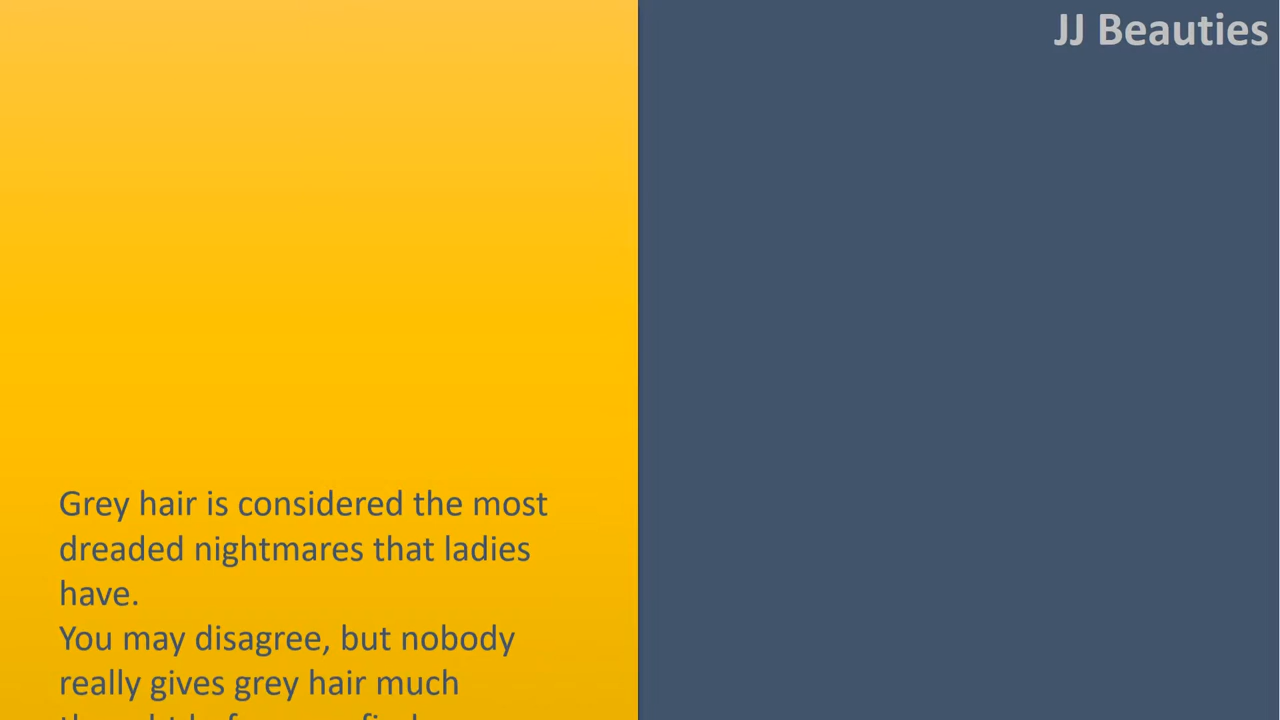 JJ Beauties
Grey hair is considered the most
dreaded nightmares that ladies
have.
You may disagree, but nobody
really gives grey hair much